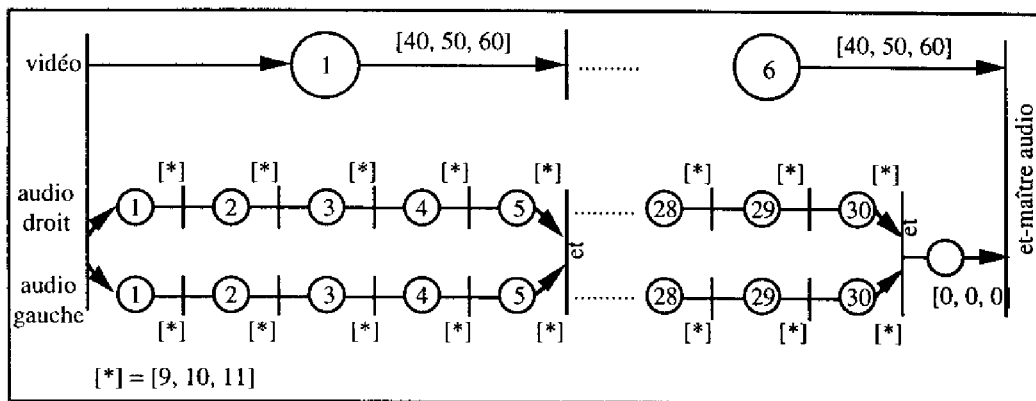 vidéo
1
[40, 50, 60]
.........
6
[40, 50, 60]
[*] [*] [*] [*] [*] [*] [*] [*]
audio
droit
1 2 3 4 5 ........ 28 29 30
et
et
et-maître audio
audio
gauche
1 2 3 4 5 ........ 28 29 30
[0, 0, 0
[*] [*] [*] [*] [*] [*] [*] [*]
[*] = [9, 10, 11]